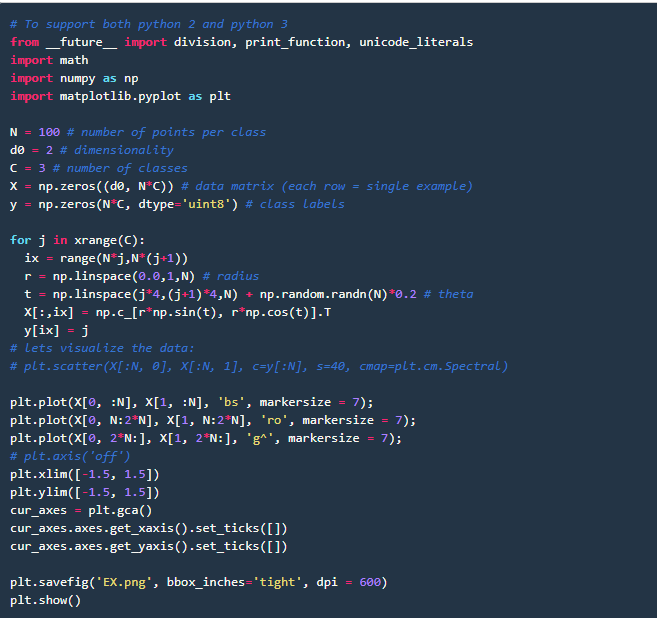 # To support both python 2 and python 3
from __future__ import division, print_function, unicode_literals
import math
import numpy as np
import matplotlib.pyplot as plt

N = 100 # number of points per class
d0 = 2 # dimensionality
C = 3 # number of classes
X = np.zeros((d0, N*C)) # data matrix (each row = single example)
y = np.zeros(N*C, dtype='uint8') # class labels

for j in xrange(C):
  ix = range(N*j,N*(j+1))
  r = np.linspace(0.0,1,N) # radius
  t = np.linspace(j*4,(j+1)*4,N) + np.random.randn(N)*0.2 # theta
  X[:,ix] = np.c_[r*np.sin(t), r*np.cos(t)].T
  y[ix] = j
# lets visualize the data:
# plt.scatter(X[:N, 0], X[:N, 1], c=y[:N], s=40, cmap=plt.cm.Spectral)

plt.plot(X[0, :N], X[1, :N], 'bs', markersize = 7);
plt.plot(X[0, N:2*N], X[1, N:2*N], 'ro', markersize = 7);
plt.plot(X[0, 2*N:], X[1, 2*N:], 'g^', markersize = 7);
# plt.axis('off')
plt.xlim([-1.5, 1.5])
plt.ylim([-1.5, 1.5])
cur_axes = plt.gca()
cur_axes.axes.get_xaxis().set_ticks([])
cur_axes.axes.get_yaxis().set_ticks([])

plt.savefig('EX.png', bbox_inches='tight', dpi = 600)
plt.show()